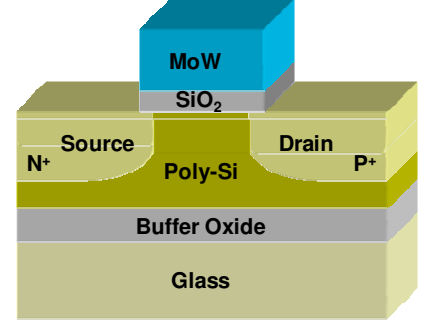 MoW
SiO₂
Source
Drain
N⁺
P⁺
Poly-Si
Buffer Oxide
Glass